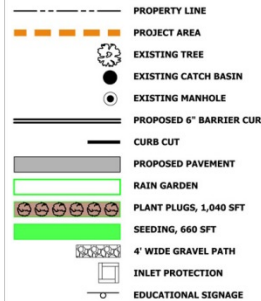 PROPERTY LINE
PROJECT AREA
EXISTING TREE
EXISTING CATCH BASIN
EXISTING MANHOLE
PROPOSED 6" BARRIER CUR
CURB CUT
PROPOSED PAVEMENT
RAIN GARDEN
PLANT PLUGS, 1,040 SFT
SEEDING, 660 SFT
4' WIDE GRAVEL PATH
INLET PROTECTION
EDUCATIONAL SIGNAGE